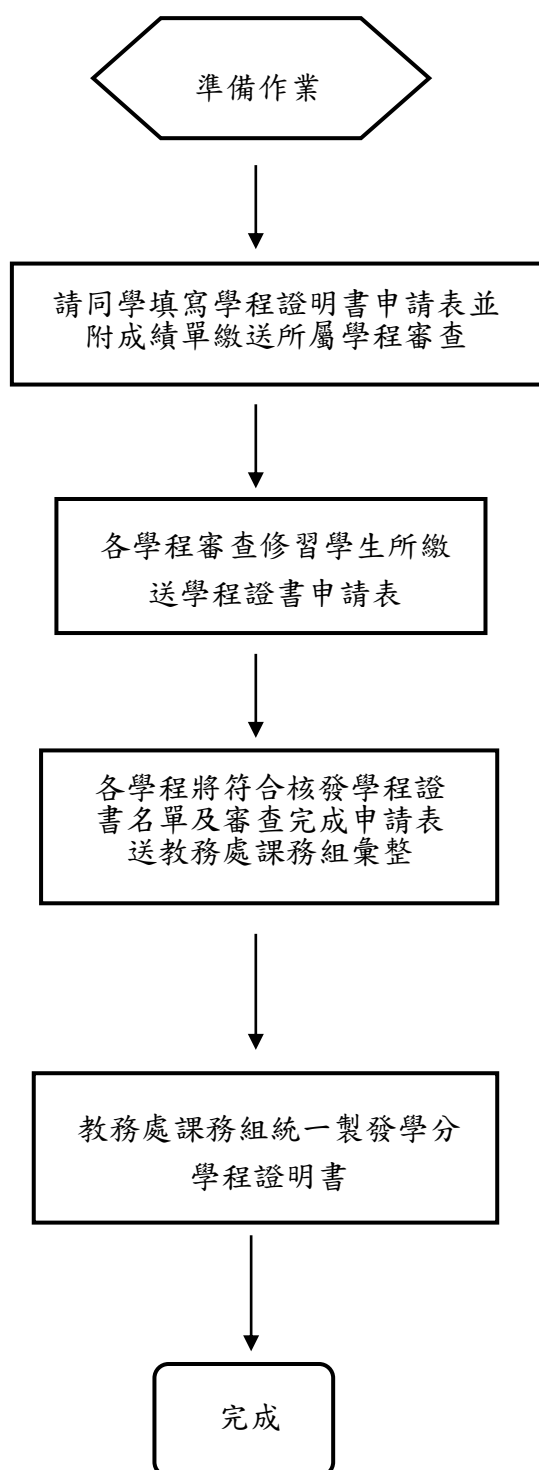 準備作業
請同學填寫學程證明書申請表並
附成績單繳送所屬學程審查
各學程審查修習學生所繳
送學程證書申請表
各學程將符合核發學程證
書名單及審查完成申請表
送教務處課務組彙整
教務處課務組統一製發學分
學程證明書
完成